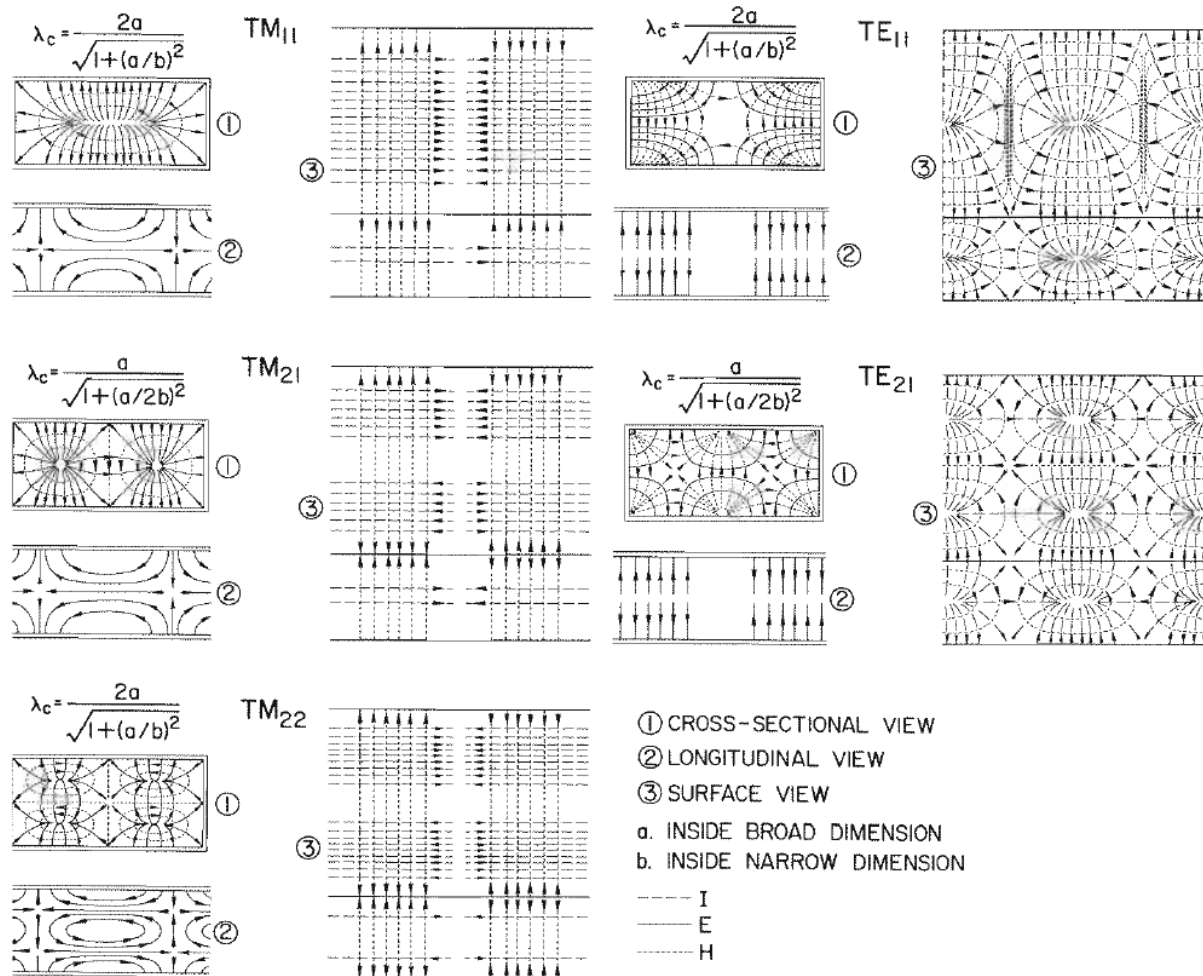 λc = 2a / √1+(a/b)²
TM11
①
②
③
λc = 2a / √1+(a/b)²
TE11
①
②
③
λc = a / √1+(a/2b)²
TM21
①
②
③
λc = a / √1+(a/2b)²
TE21
①
②
③
λc = 2a / √1+(a/b)²
TM22
①
②
③
① CROSS-SECTIONAL VIEW
② LONGITUDINAL VIEW
③ SURFACE VIEW
a. INSIDE BROAD DIMENSION
b. INSIDE NARROW DIMENSION
I
E
H